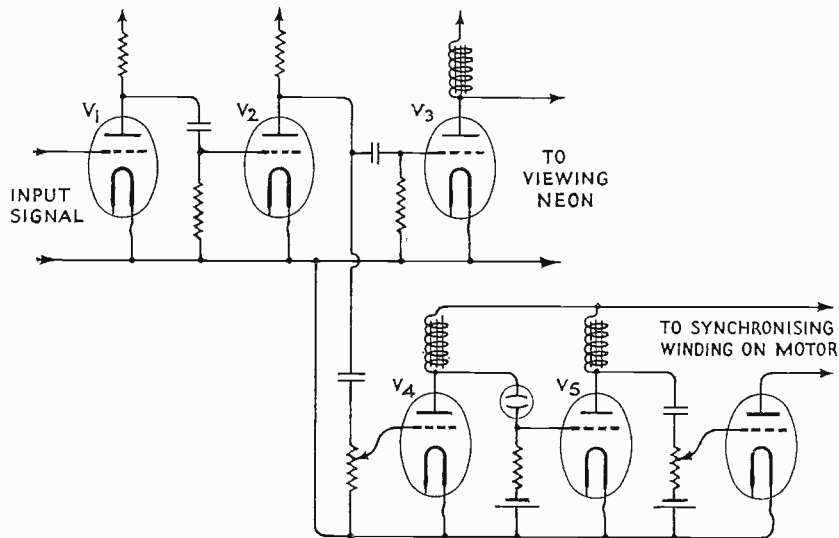 V1
V2
V3
INPUT
SIGNAL
TO
VIEWING
NEON
TO SYNCHRONISING
WINDING ON MOTOR
V4
V5